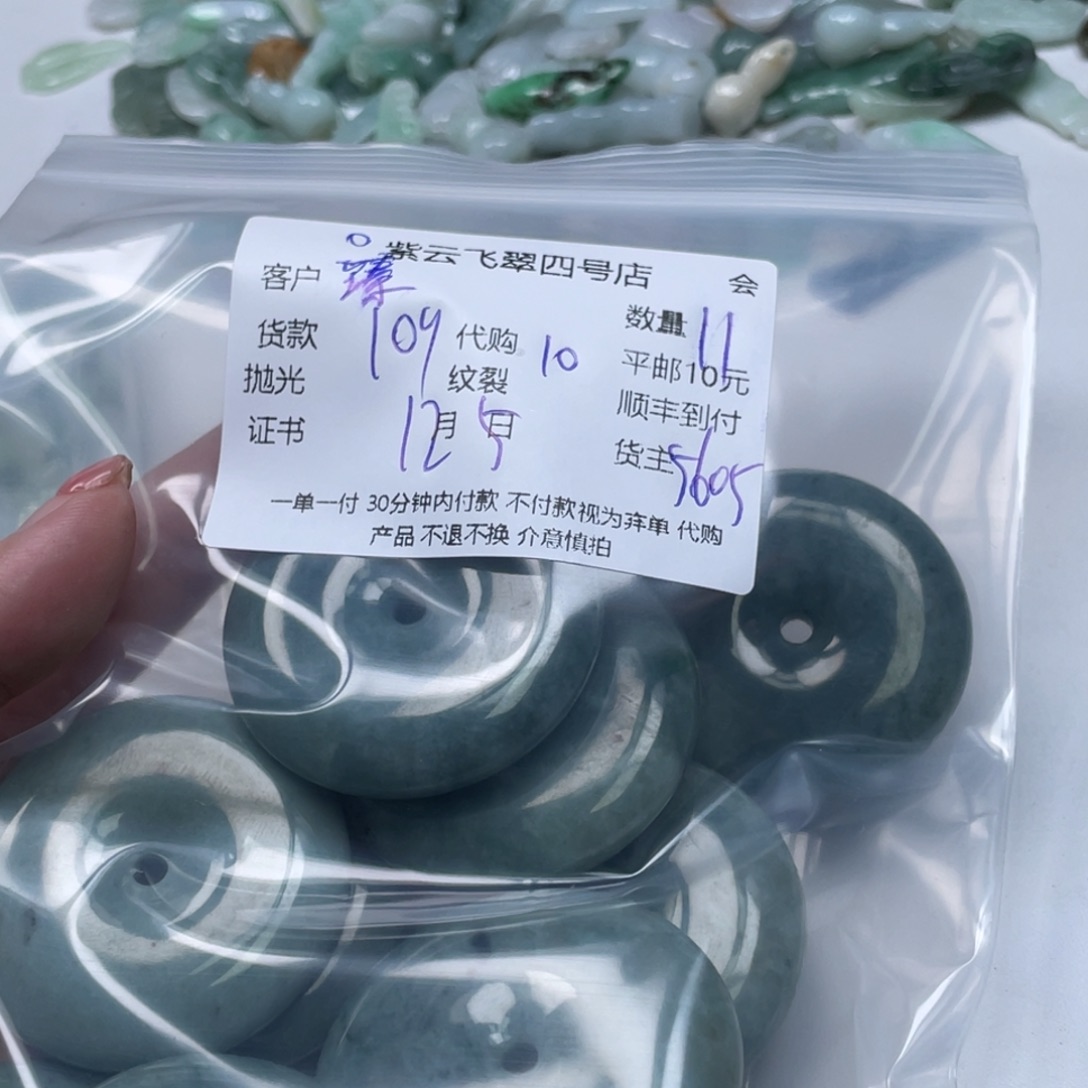 紫云飞翠四号店 会
客户 臻 数量 11
货款 109 代购 10 平邮10元
抛光 纹裂 顺丰到付
证书 12月5日 货主5605
一单一付 30分钟内付款 不付款视为弃单 代购
产品 不退不换 介意慎拍